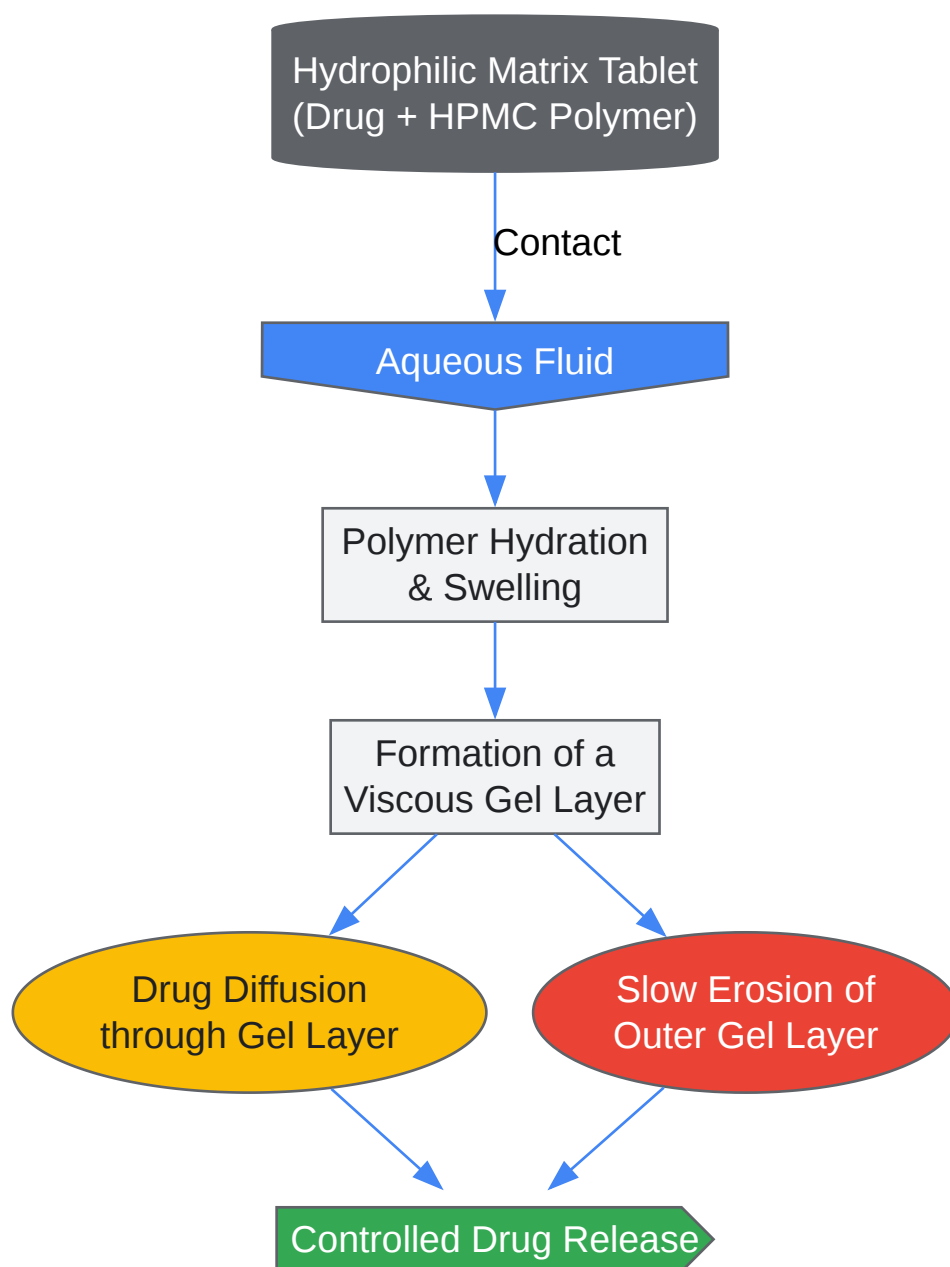 Hydrophilic Matrix Tablet
(Drug + HPMC Polymer)
Contact
Aqueous Fluid
Polymer Hydration
& Swelling
Formation of a
Viscous Gel Layer
Drug Diffusion
through Gel Layer
Slow Erosion of
Outer Gel Layer
Controlled Drug Release